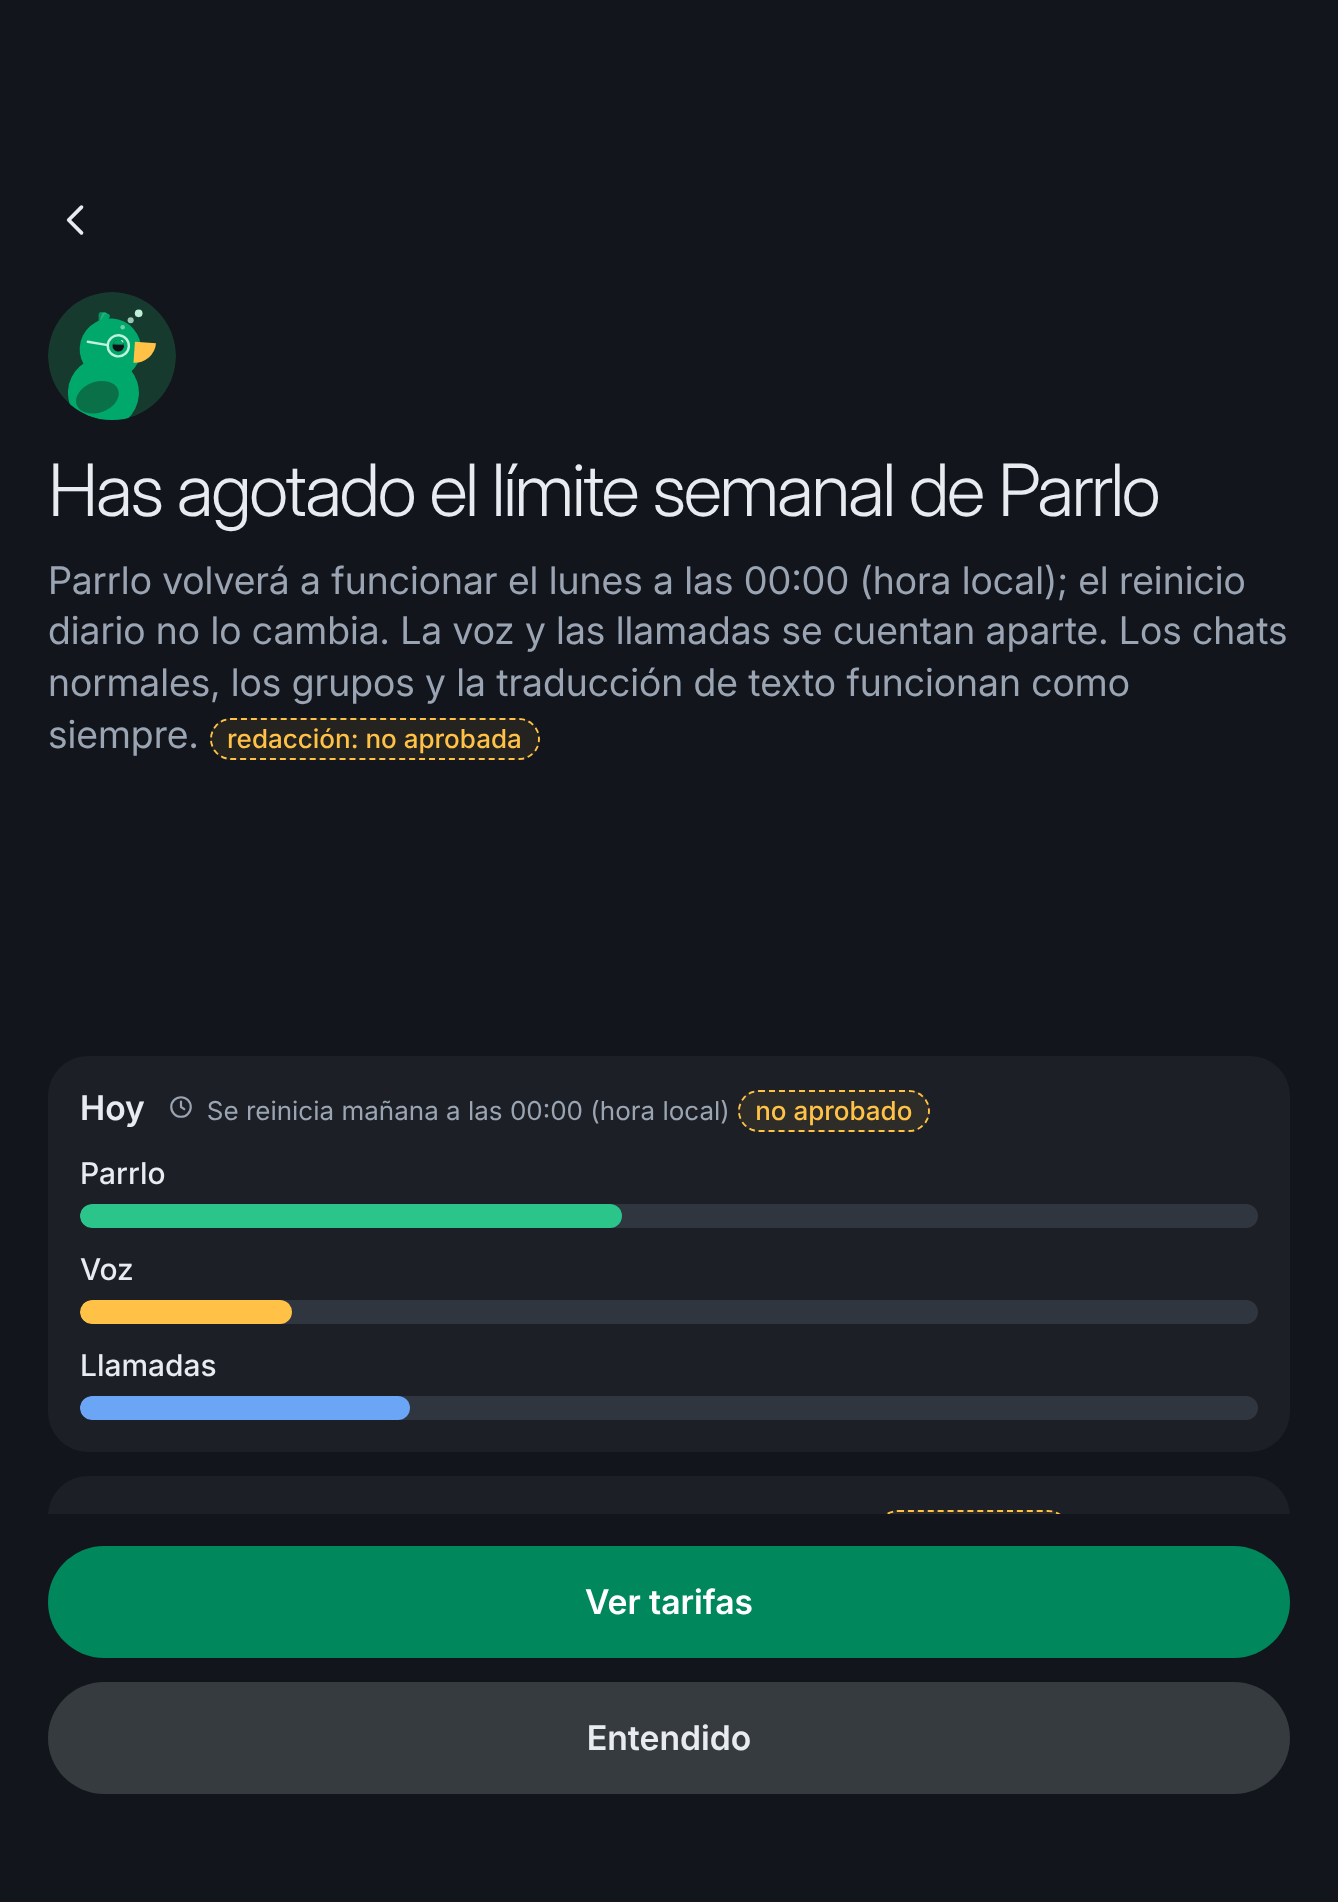 Has agotado el límite semanal de Parrlo
Parrlo volverá a funcionar el lunes a las 00:00 (hora local); el reinicio
diario no lo cambia. La voz y las llamadas se cuentan aparte. Los chats
normales, los grupos y la traducción de texto funcionan como
siempre. redacción: no aprobada
Hoy Se reinicia mañana a las 00:00 (hora local) no aprobado
Parrlo
Voz
Llamadas
Ver tarifas
Entendido